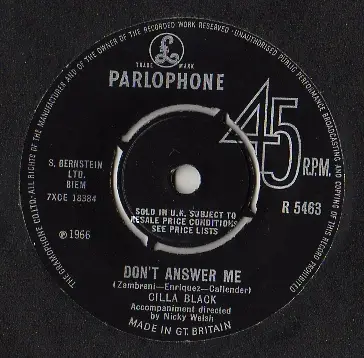 ALL RIGHTS OF THE MANUFACTURER AND OF THE OWNER OF THE RECORDED WORK RESERVED · UNAUTHORISED PUBLIC PERFORMANCE BROADCASTING AND COPYING OF THIS RECORD PROHIBITED
THE GRAMOPHONE CO. LTD.
£
TRADE MARK
PARLOPHONE
45
R.P.M.
S. BERNSTEIN
LTD.
BIEM
7XCE 18384
R 5463
SOLD IN U.K. SUBJECT TO
RESALE PRICE CONDITIONS
SEE PRICE LISTS
℗ 1966
DON'T ANSWER ME
(Zambrini—Enriquez—Callender)
CILLA BLACK
Accompaniment directed
by Nicky Welsh
MADE IN GT. BRITAIN